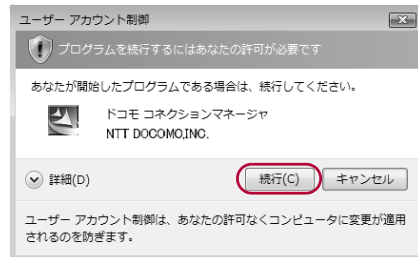 ユーザー アカウント制御
プログラムを続行するにはあなたの許可が必要です
あなたが開始したプログラムである場合は、続行してください。
ドコモ コネクションマネージャ
NTT DOCOMO,INC.
詳細(D)
続行(C)
キャンセル
ユーザー アカウント制御は、あなたの許可なくコンピュータに変更が適用
されるのを防ぎます。